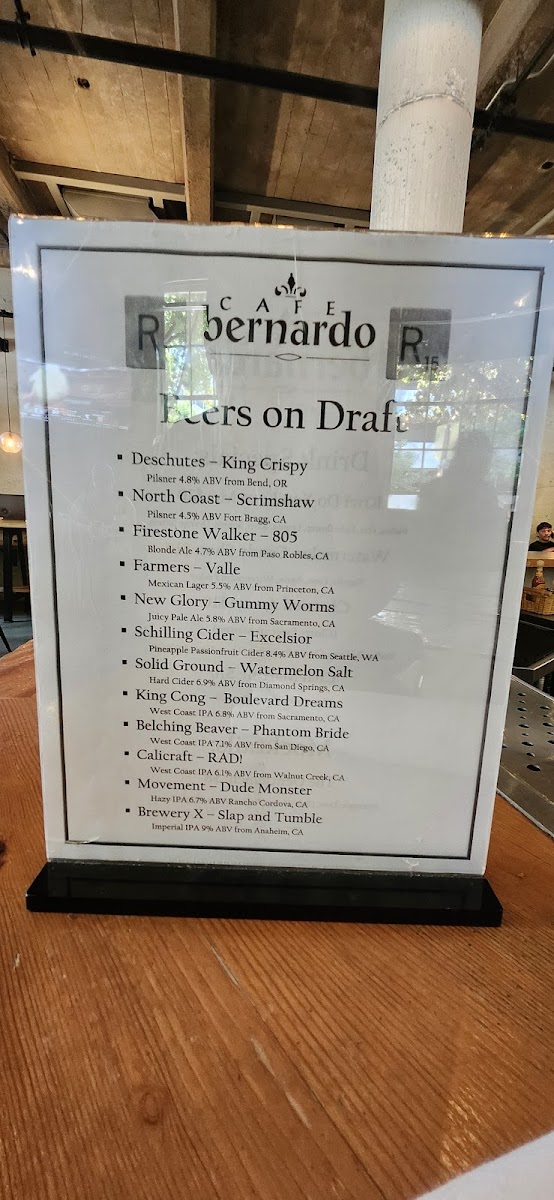 CAFE
R bernardo R15
Beers on Draft
▪ Deschutes – King Crispy
Pilsner 4.8% ABV from Bend, OR
▪ North Coast – Scrimshaw
Pilsner 4.5% ABV Fort Bragg, CA
▪ Firestone Walker – 805
Blonde Ale 4.7% ABV from Paso Robles, CA
▪ Farmers – Valle
Mexican Lager 5.5% ABV from Princeton, CA
▪ New Glory – Gummy Worms
Juicy Pale Ale 5.8% ABV from Sacramento, CA
▪ Schilling Cider – Excelsior
Pineapple Passionfruit Cider 8.4% ABV from Seattle, WA
▪ Solid Ground – Watermelon Salt
Hard Cider 6.9% ABV from Diamond Springs, CA
▪ King Cong – Boulevard Dreams
West Coast IPA 6.8% ABV from Sacramento, CA
▪ Belching Beaver – Phantom Bride
West Coast IPA 7.1% ABV from San Diego, CA
▪ Calicraft – RAD!
West Coast IPA 6.1% ABV from Walnut Creek, CA
▪ Movement – Dude Monster
Hazy IPA 6.7% ABV Rancho Cordova, CA
▪ Brewery X – Slap and Tumble
Imperial IPA 9% ABV from Anaheim, CA